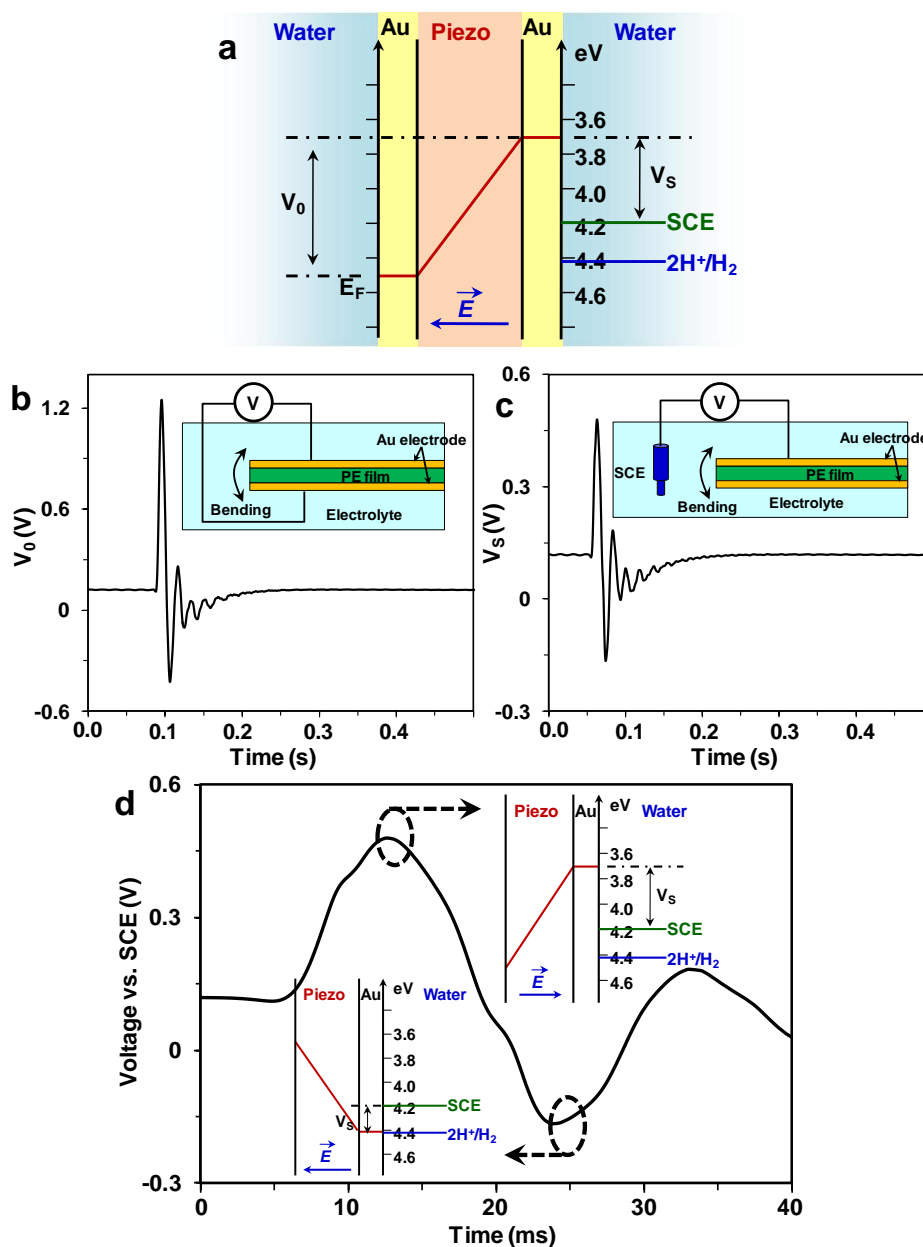 a
Water Au Piezo Au Water
eV
3.6
3.8
4.0
4.2
4.4
4.6
V0
VS
SCE
2H+/H2
EF
E
b
V0 (V)
1.2
0.6
0
-0.6
0.0 0.1 0.2 0.3 0.4
Time (s)
V
Au electrode
PE film
Bending
Electrolyte
c
VS (V)
0.6
0.3
0.0
-0.3
0.0 0.1 0.2 0.3 0.4
Time (s)
V
SCE
Au electrode
PE film
Bending
Electrolyte
d
Voltage vs. SCE (V)
0.6
0.3
0
-0.3
0 10 20 30 40
Time (ms)
Piezo Au eV Water
3.6
3.8
4.0
4.2
4.4
4.6
VS
SCE
2H+/H2
E
Piezo Au eV Water
3.6
3.8
4.0
4.2
4.4
4.6
VS
SCE
2H+/H2
E